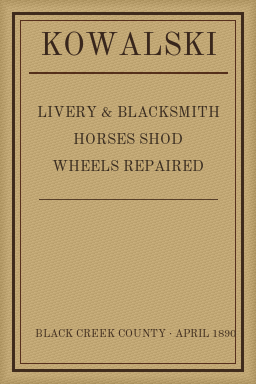 KOWALSKI
LIVERY & BLACKSMITH
HORSES SHOD
WHEELS REPAIRED
BLACK CREEK COUNTY · APRIL 1890